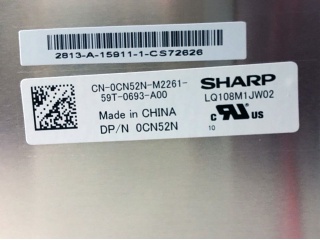 2813-A-15911-1-CS72626
CN-0CN52N-M2261-
59T-0693-A00
Made in CHINA
DP/N 0CN52N
SHARP
LQ108M1JW02
c RU US
10